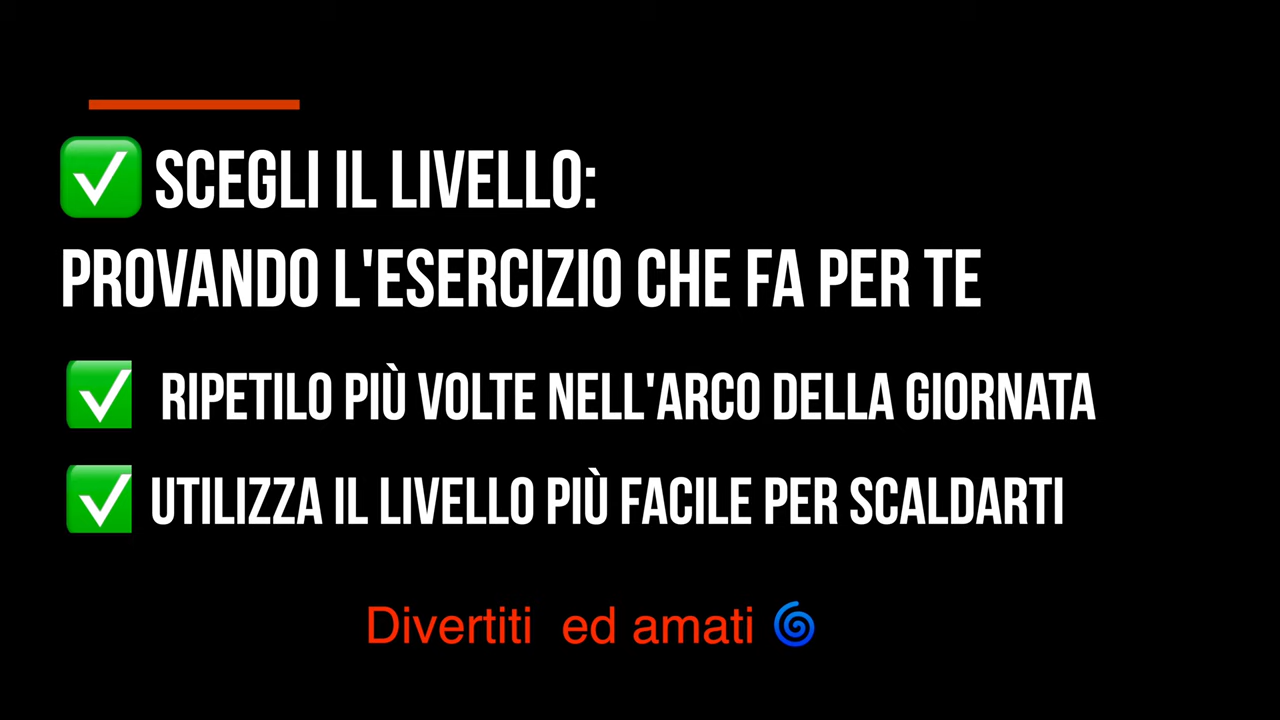 ✅ SCEGLI IL LIVELLO:
PROVANDO L'ESERCIZIO CHE FA PER TE
✅ RIPETILO PIÙ VOLTE NELL'ARCO DELLA GIORNATA
✅ UTILIZZA IL LIVELLO PIÙ FACILE PER SCALDARTI
Divertiti ed amati 🌀